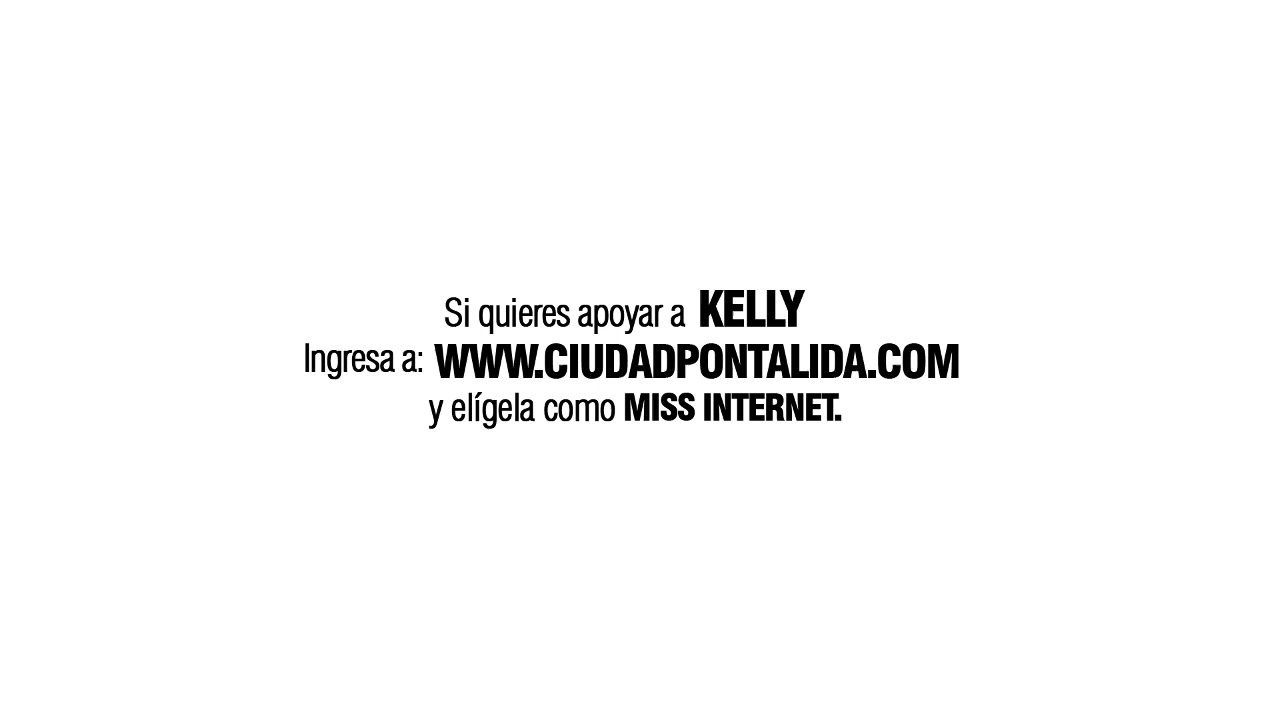 Si quieres apoyar a KELLY
Ingresa a: WWW.CIUDADPONTALIDA.COM
y elígela como MISS INTERNET.